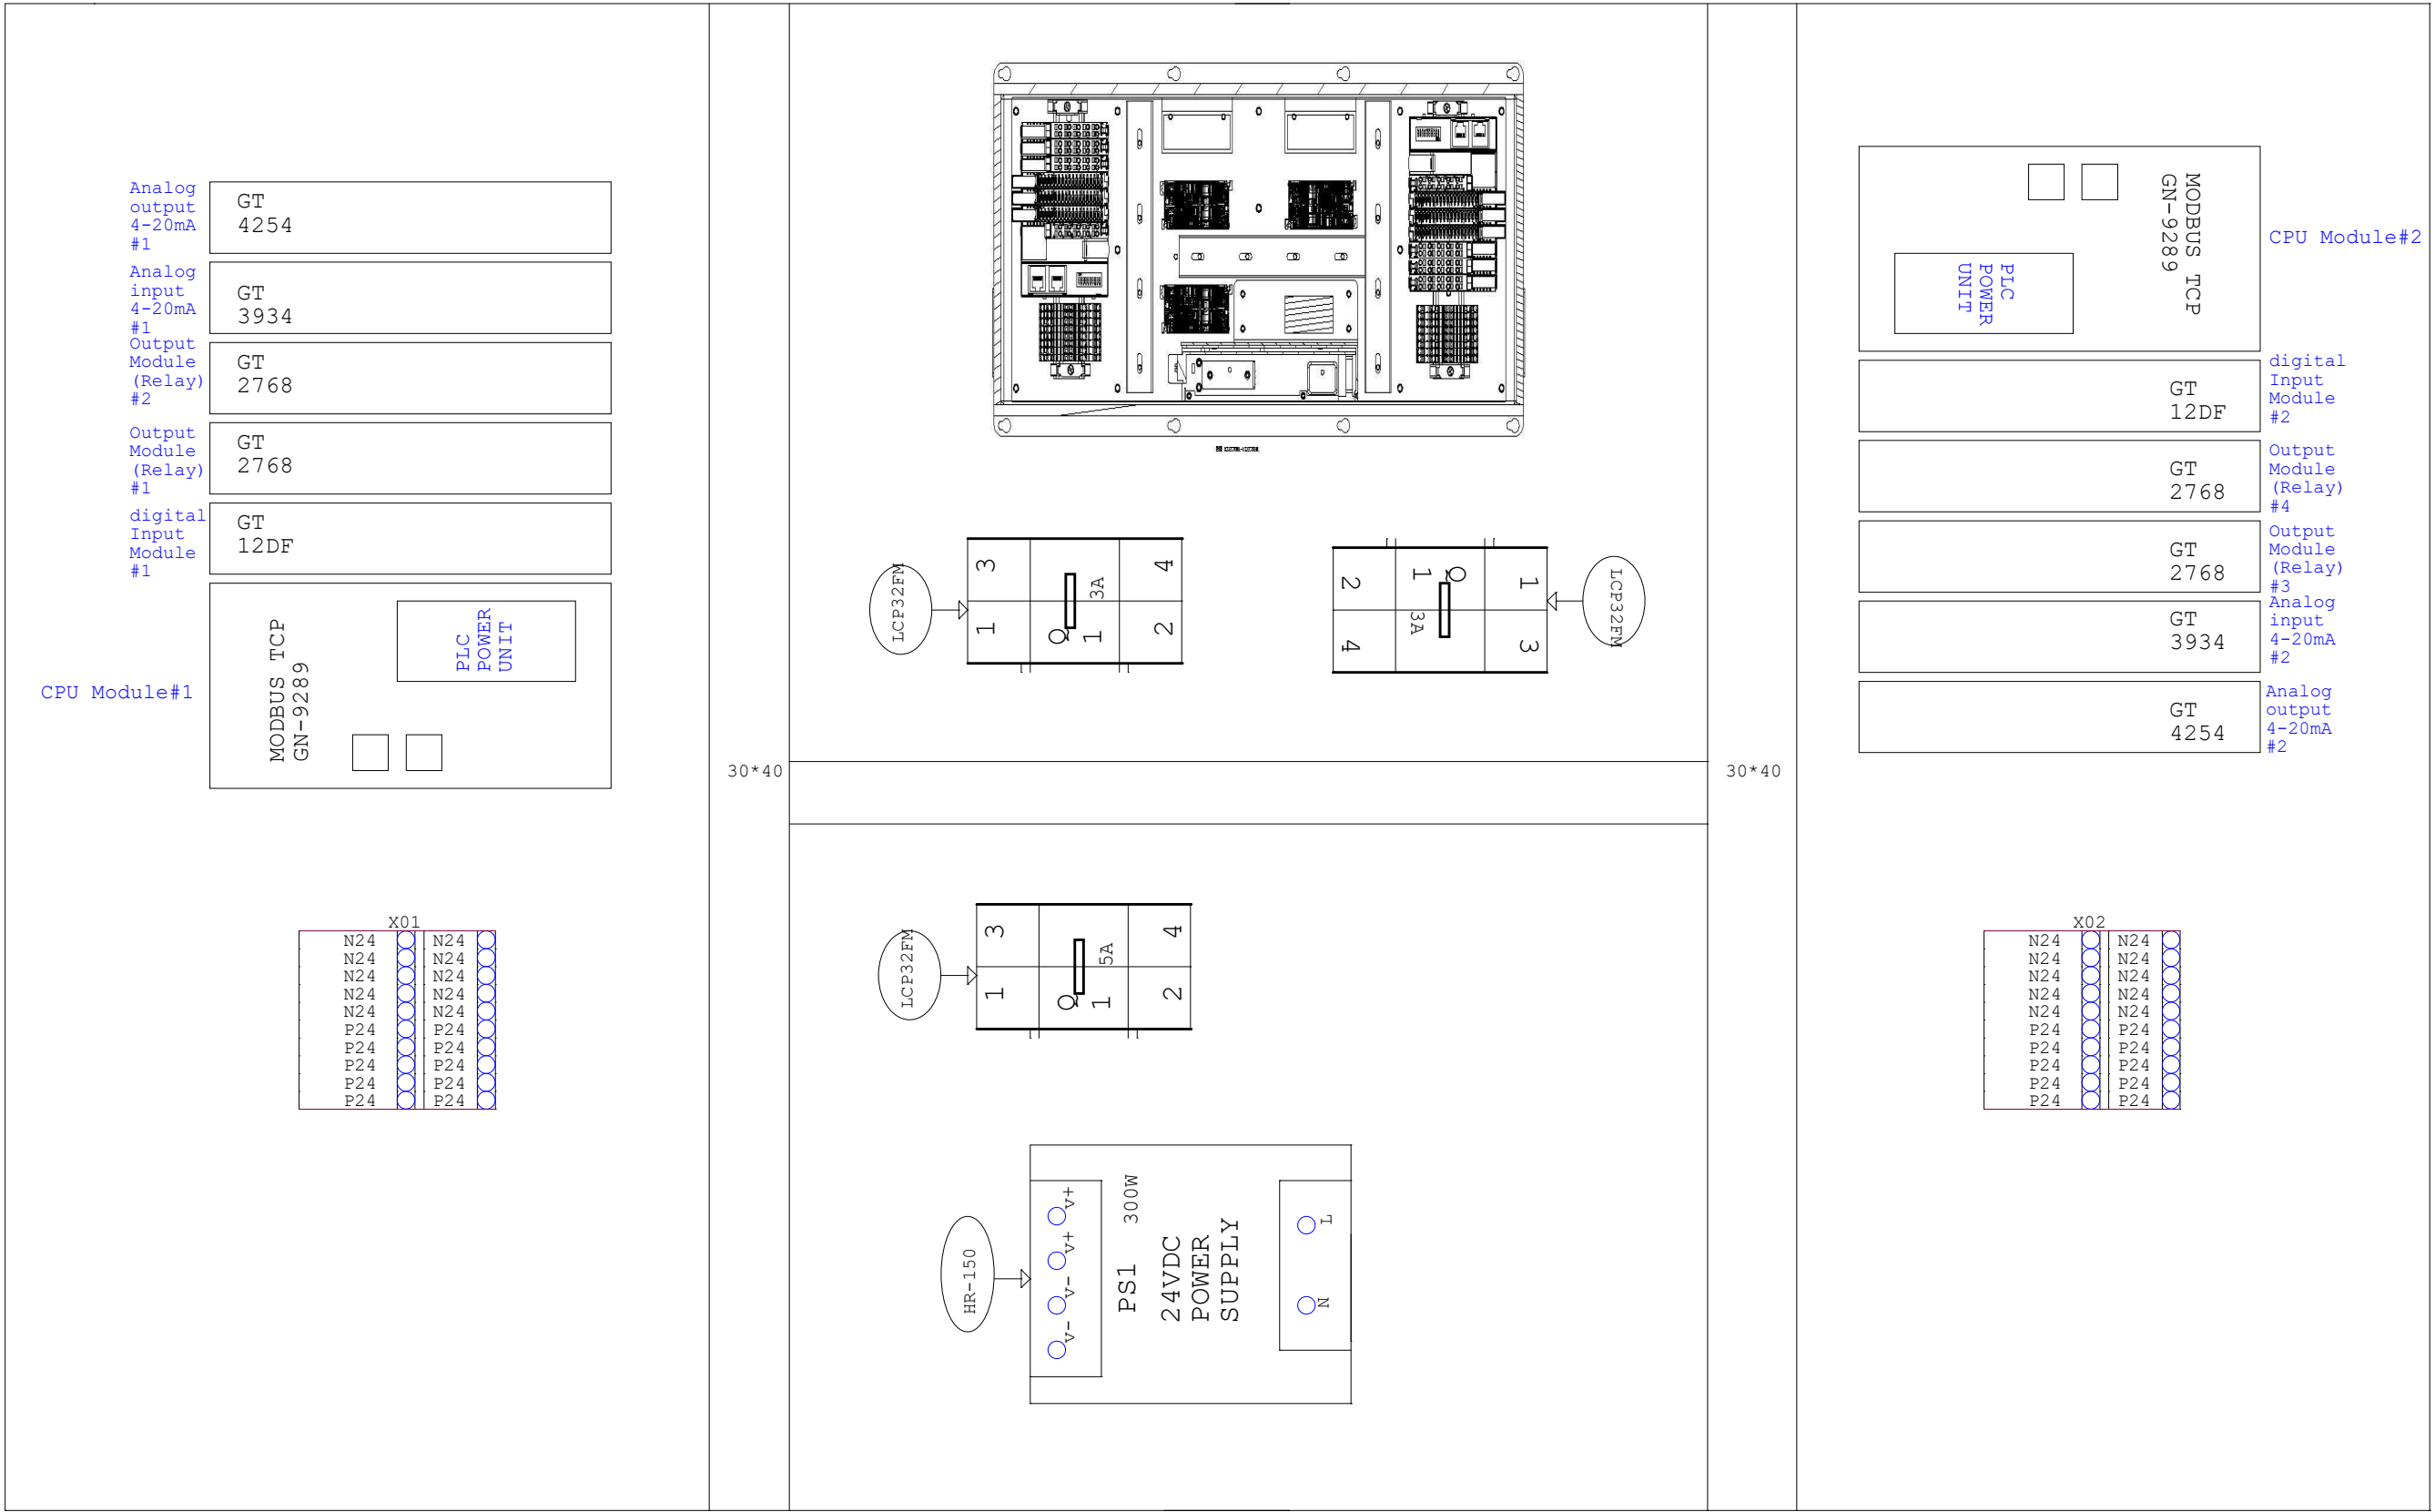 Analog
output
4-20mA
#1
GT
4254
Analog
input
4-20mA
#1
GT
3934
Output
Module
(Relay)
#2
GT
2768
Output
Module
(Relay)
#1
GT
2768
digital
Input
Module
#1
GT
12DF
CPU Module#1
MODBUS TCP
GN-9289
PLC
POWER
UNIT
X01
N24 N24
N24 N24
N24 N24
N24 N24
N24 N24
P24 P24
P24 P24
P24 P24
P24 P24
P24 P24
30*40
LCP32FM
3 4
3A
1 Q~ 1 2
LCP32FM
2 1 Q~ 1
3A
4 3
LCP32FM
3 4
5A
1 Q~ 1 2
HR-150
V+
V+
V-
V-
PS1 300W
24VDC
POWER
SUPPLY
L
N
30*40
MODBUS TCP
GN-9289
PLC
POWER
UNIT
CPU Module#2
GT
12DF
digital
Input
Module
#2
GT
2768
Output
Module
(Relay)
#4
GT
2768
Output
Module
(Relay)
#3
GT
3934
Analog
input
4-20mA
#2
GT
4254
Analog
output
4-20mA
#2
X02
N24 N24
N24 N24
N24 N24
N24 N24
N24 N24
P24 P24
P24 P24
P24 P24
P24 P24
P24 P24